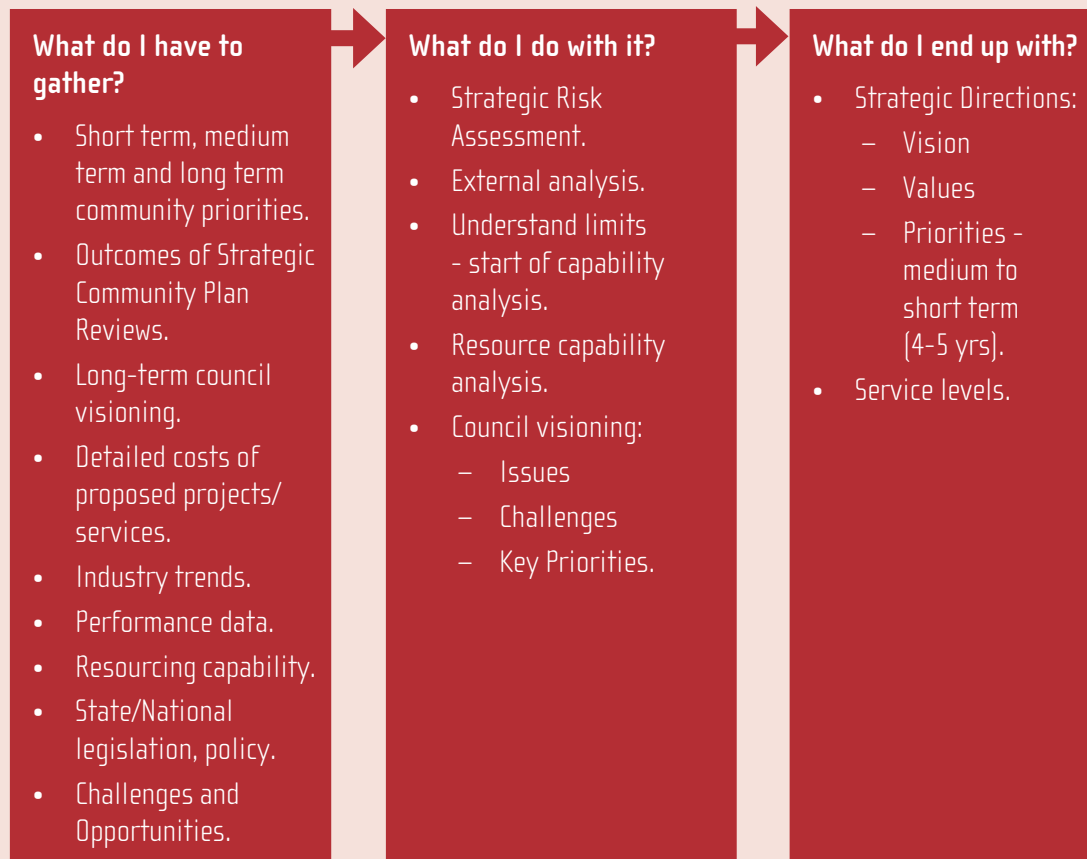 What do I have to
gather?
• Short term, medium
term and long term
community priorities.
• Outcomes of Strategic
Community Plan
Reviews.
• Long-term council
visioning.
• Detailed costs of
proposed projects/
services.
• Industry trends.
• Performance data.
• Resourcing capability.
• State/National
legislation, policy.
• Challenges and
Opportunities.
What do I do with it?
• Strategic Risk
Assessment.
• External analysis.
• Understand limits
- start of capability
analysis.
• Resource capability
analysis.
• Council visioning:
– Issues
– Challenges
– Key Priorities.
What do I end up with?
• Strategic Directions:
– Vision
– Values
– Priorities -
medium to
short term
(4-5 yrs).
• Service levels.